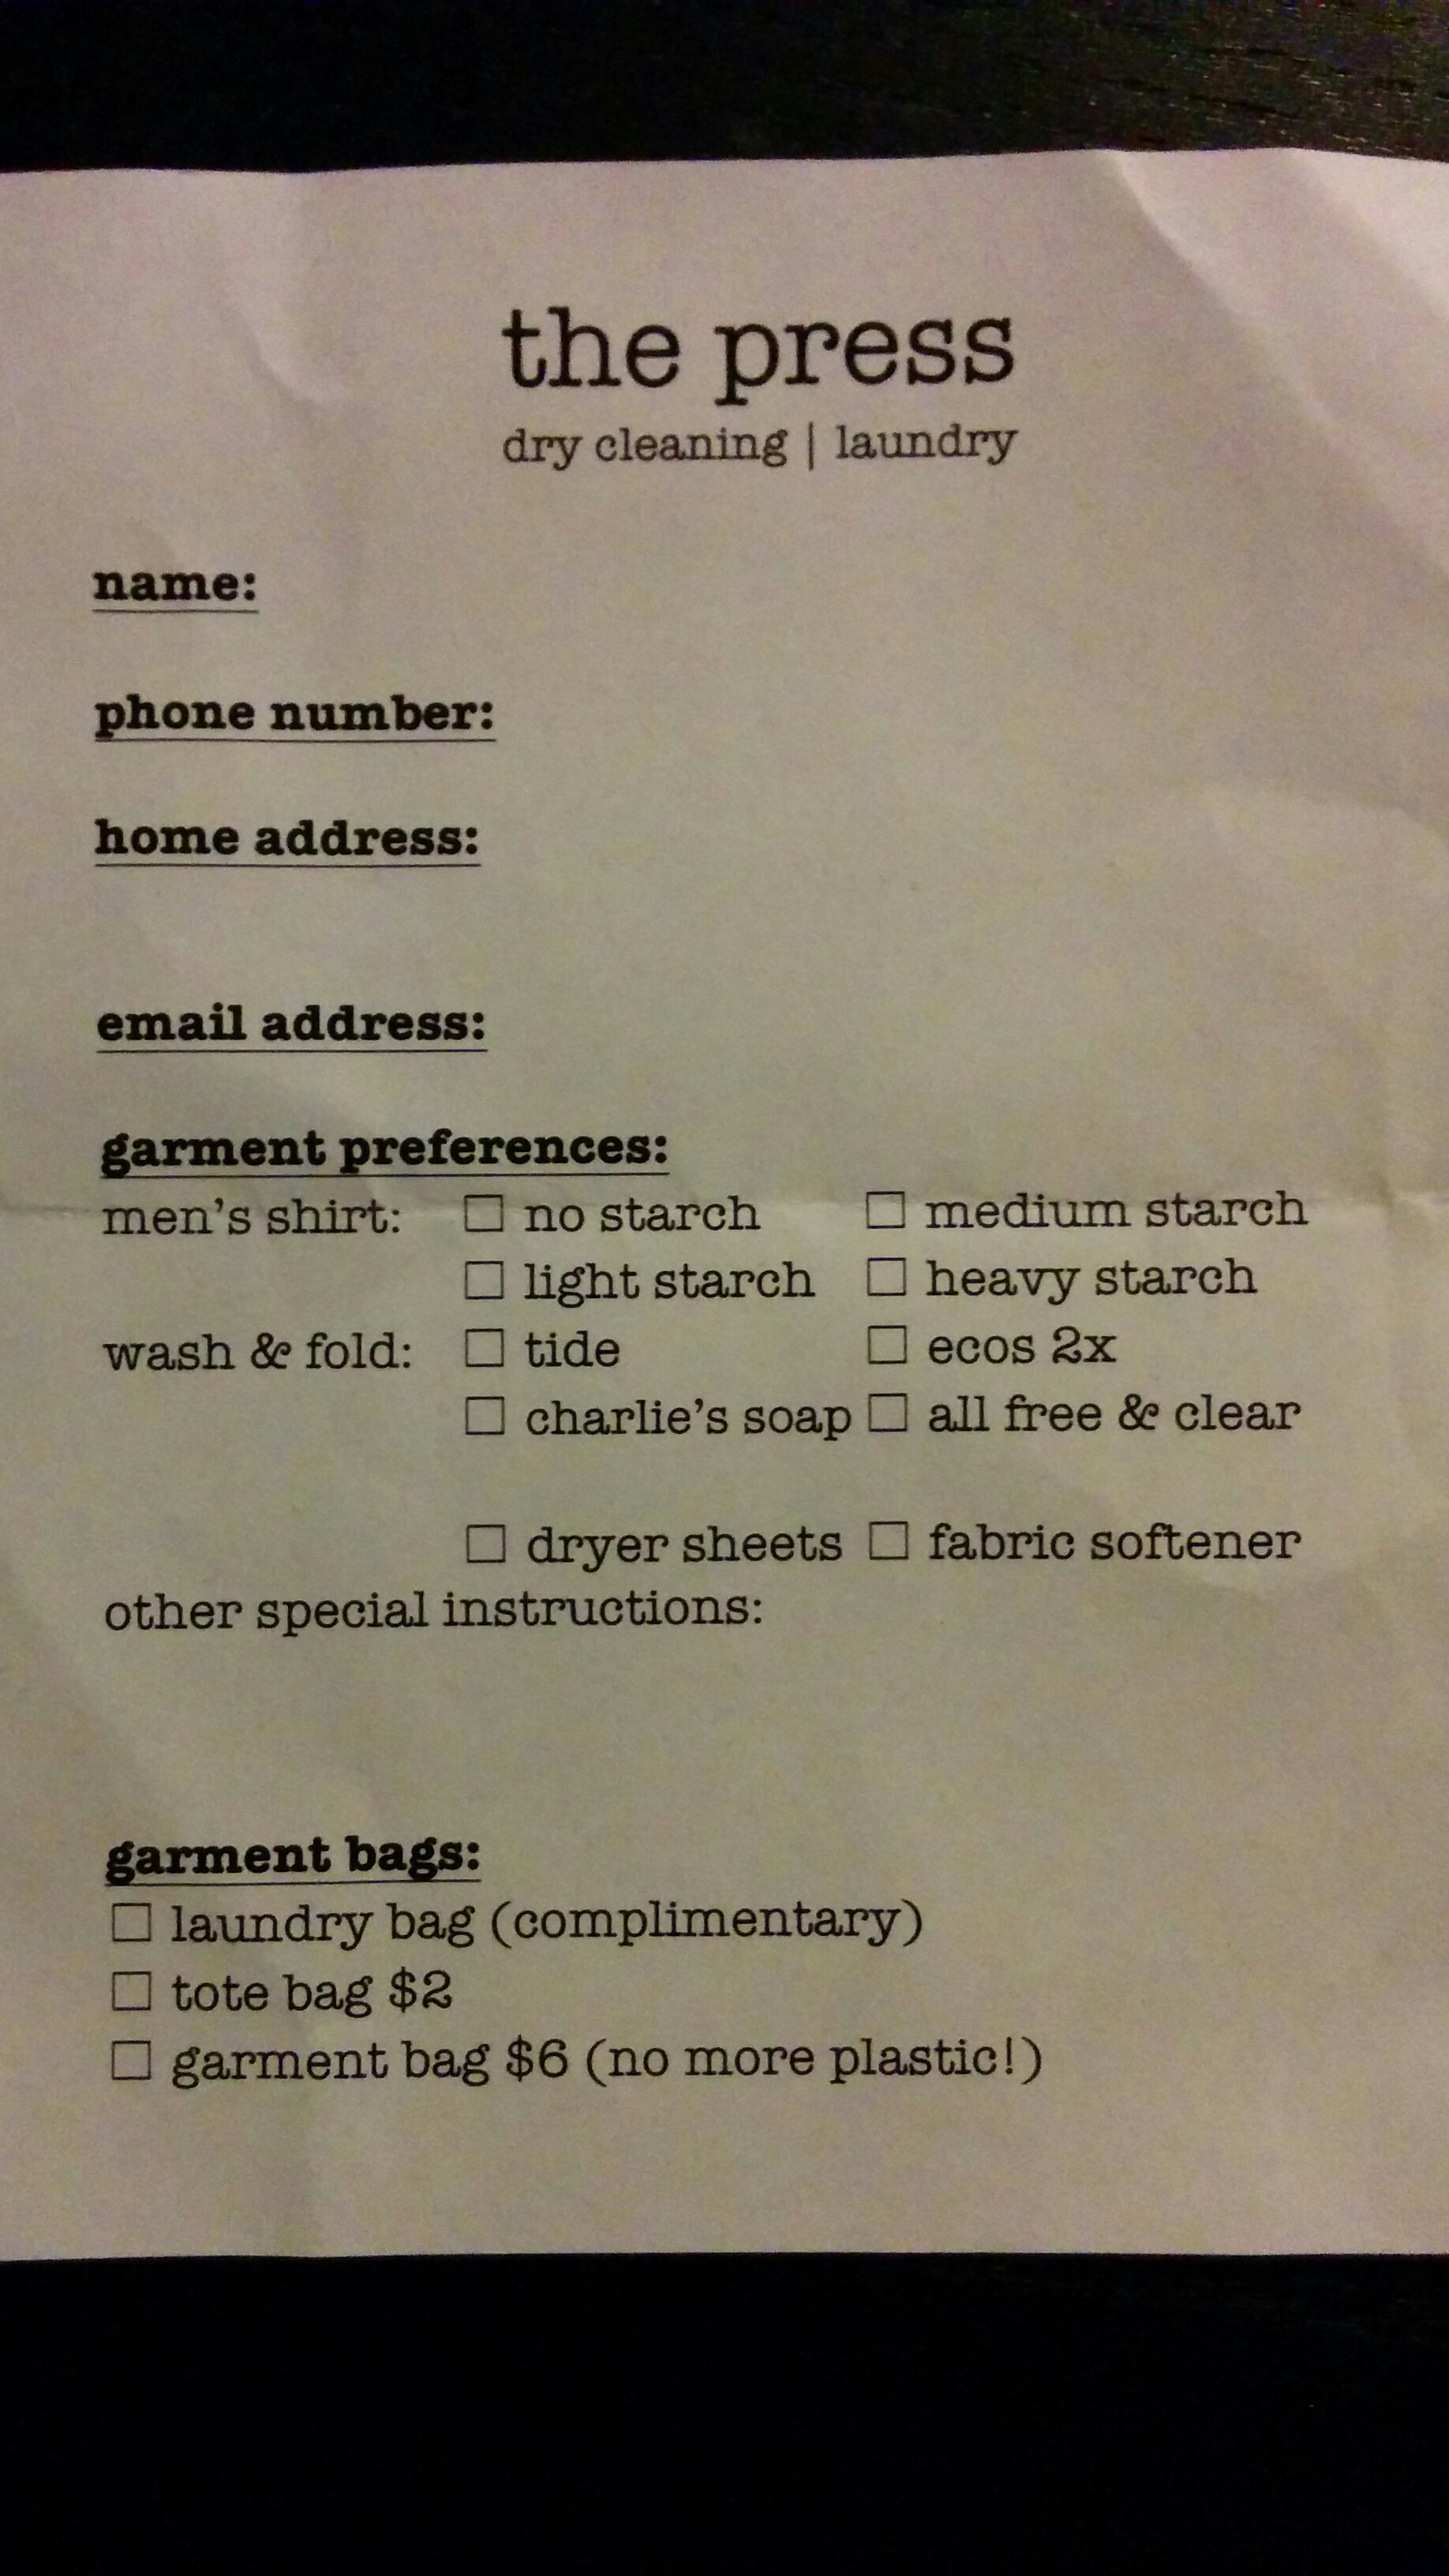 the press
dry cleaning | laundry
name:
phone number:
home address:
email address:
garment preferences:
men's shirt: ☐ no starch ☐ medium starch
☐ light starch ☐ heavy starch
wash & fold: ☐ tide ☐ ecos 2x
☐ charlie's soap ☐ all free & clear
☐ dryer sheets ☐ fabric softener
other special instructions:
garment bags:
☐ laundry bag (complimentary)
☐ tote bag $2
☐ garment bag $6 (no more plastic!)